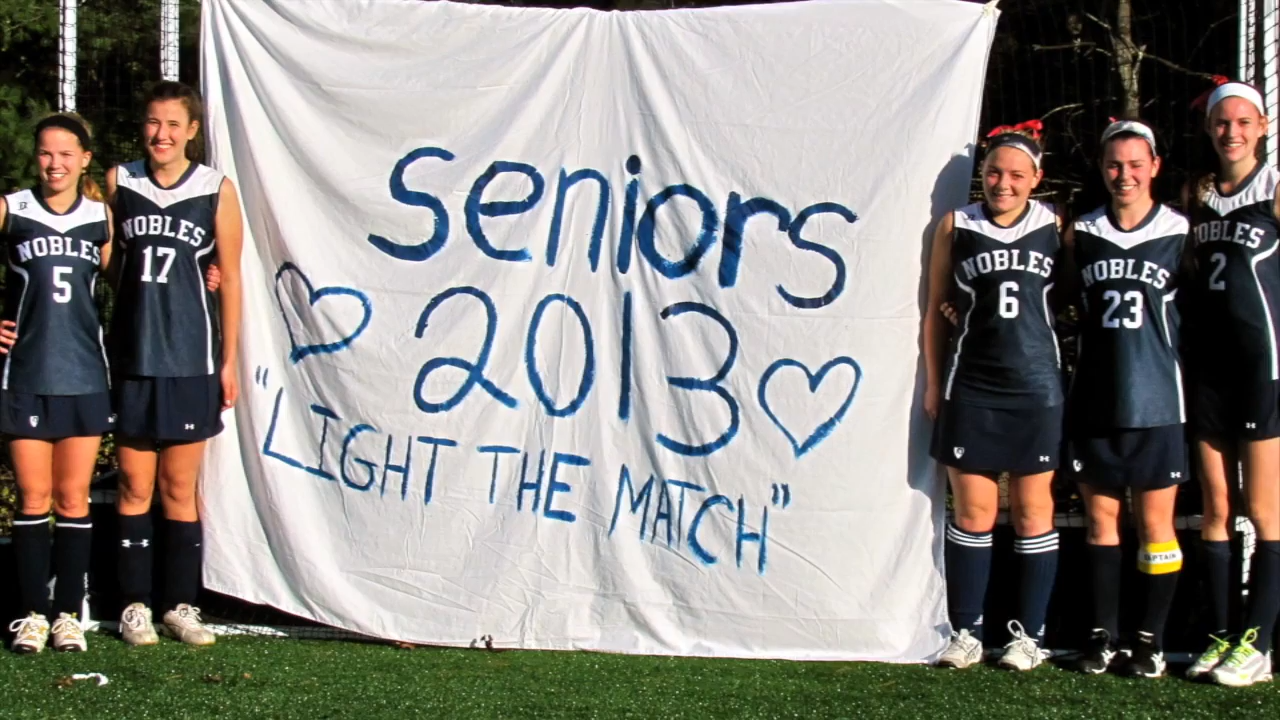 Seniors
2013
"LIGHT THE MATCH"
NOBLES
5
NOBLES
17
NOBLES
6
NOBLES
23
NOBLES
2
CAPTAIN